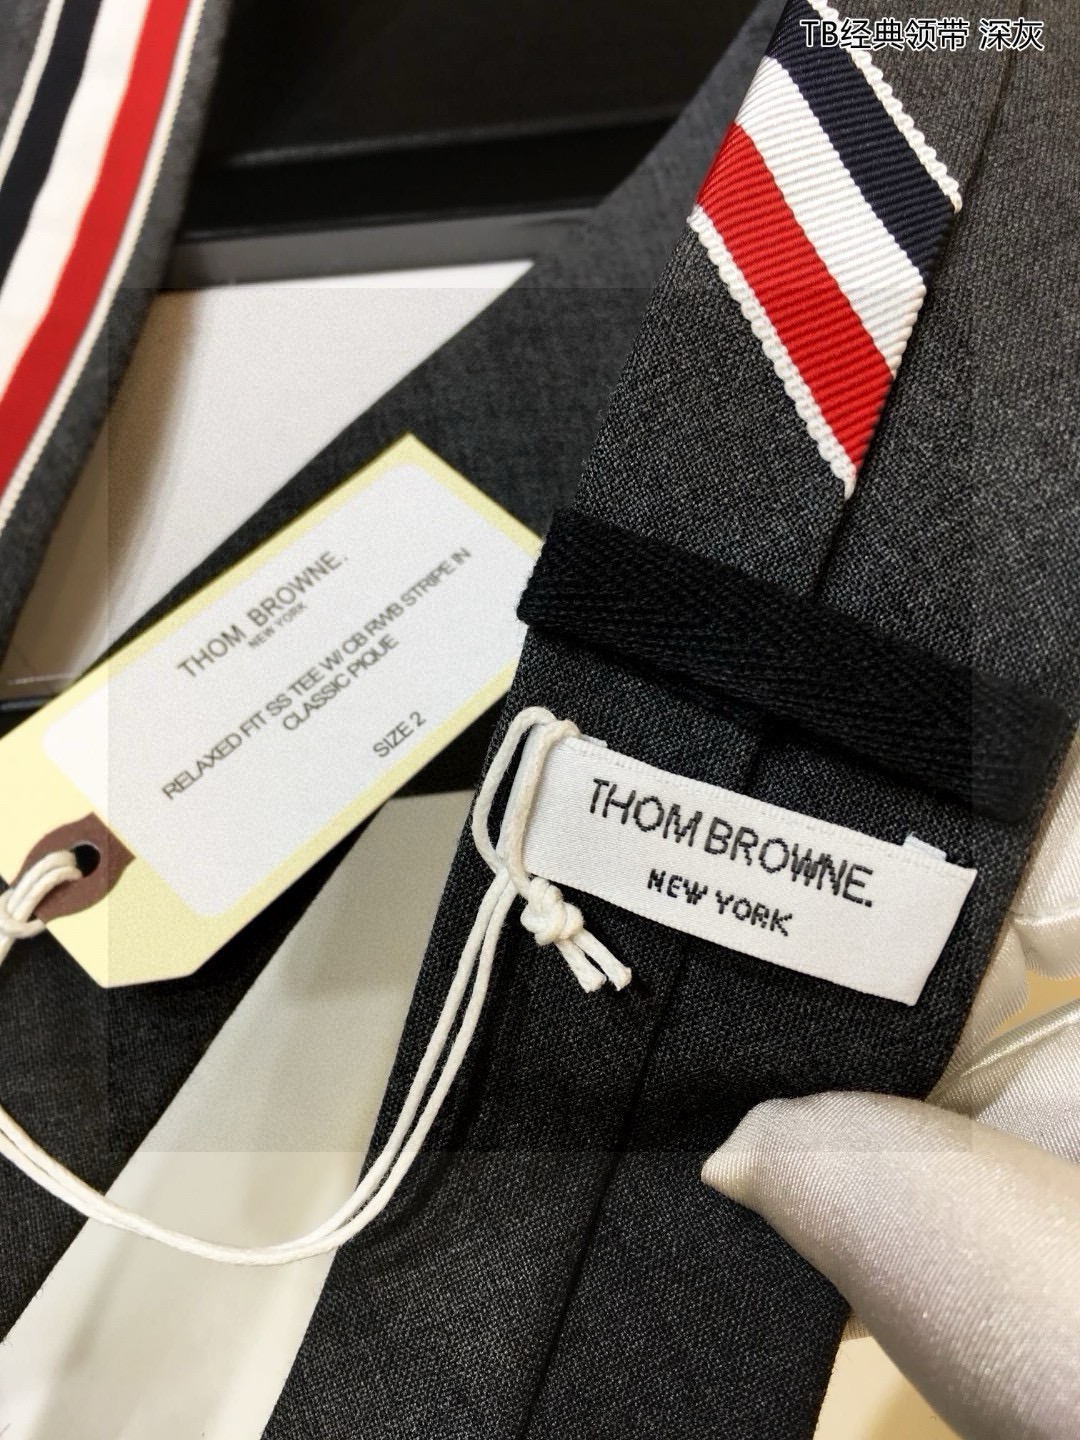 TB经典领带 深灰
THOM BROWNE.
NEW YORK
RELAXED FIT SS TEE W/ CB RWB STRIPE IN
CLASSIC PIQUE
SIZE 2
THOM BROWNE.
NEW YORK